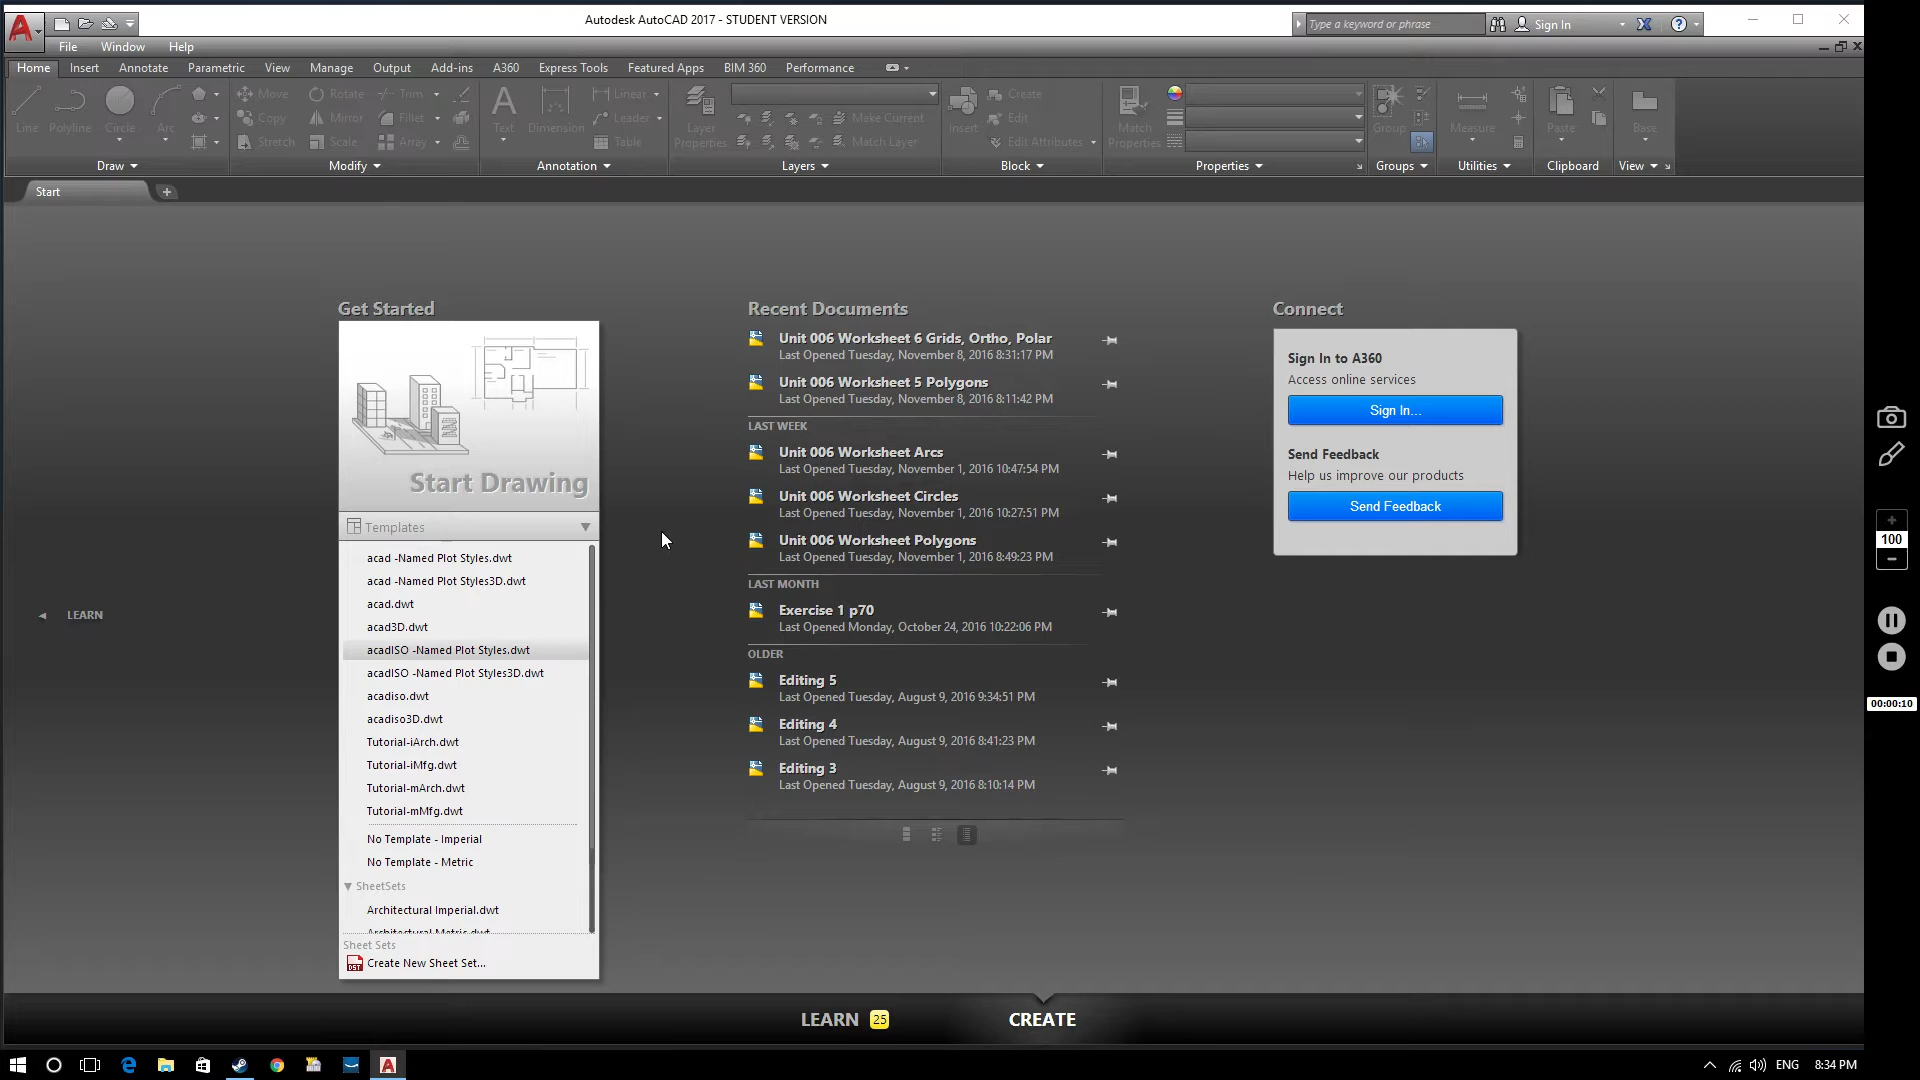 Autodesk AutoCAD 2017 - STUDENT VERSION
Type a keyword or phrase
Sign In
File Window Help
Home Insert Annotate Parametric View Manage Output Add-ins A360 Express Tools Featured Apps BIM 360 Performance
Line
Polyline
Circle
Arc
Move
Rotate
Trim
Copy
Mirror
Fillet
Stretch
Scale
Array
Text
Dimension
Linear
Leader
Table
Layer
Properties
Make Current
Match Layer
Insert
Create
Edit
Edit Attributes
Match
Properties
Group
Measure
Paste
Base
Draw
Modify
Annotation
Layers
Block
Properties
Groups
Utilities
Clipboard
View
Start
Get Started
Start Drawing
Templates
acad -Named Plot Styles.dwt
acad -Named Plot Styles3D.dwt
acad.dwt
acad3D.dwt
acadISO -Named Plot Styles.dwt
acadISO -Named Plot Styles3D.dwt
acadiso.dwt
acadiso3D.dwt
Tutorial-iArch.dwt
Tutorial-iMfg.dwt
Tutorial-mArch.dwt
Tutorial-mMfg.dwt
No Template - Imperial
No Template - Metric
SheetSets
Architectural Imperial.dwt
Architectural Metric.dwt
Sheet Sets
DST
Create New Sheet Set...
Recent Documents
Unit 006 Worksheet 6 Grids, Ortho, Polar
Last Opened Tuesday, November 8, 2016 8:31:17 PM
Unit 006 Worksheet 5 Polygons
Last Opened Tuesday, November 8, 2016 8:11:42 PM
LAST WEEK
Unit 006 Worksheet Arcs
Last Opened Tuesday, November 1, 2016 10:47:54 PM
Unit 006 Worksheet Circles
Last Opened Tuesday, November 1, 2016 10:27:51 PM
Unit 006 Worksheet Polygons
Last Opened Tuesday, November 1, 2016 8:49:23 PM
LAST MONTH
Exercise 1 p70
Last Opened Monday, October 24, 2016 10:22:06 PM
OLDER
Editing 5
Last Opened Tuesday, August 9, 2016 9:34:51 PM
Editing 4
Last Opened Tuesday, August 9, 2016 8:41:23 PM
Editing 3
Last Opened Tuesday, August 9, 2016 8:10:14 PM
Connect
Sign In to A360
Access online services
Sign In...
Send Feedback
Help us improve our products
Send Feedback
LEARN
100
00:00:10
LEARN 25 CREATE
ENG 8:34 PM